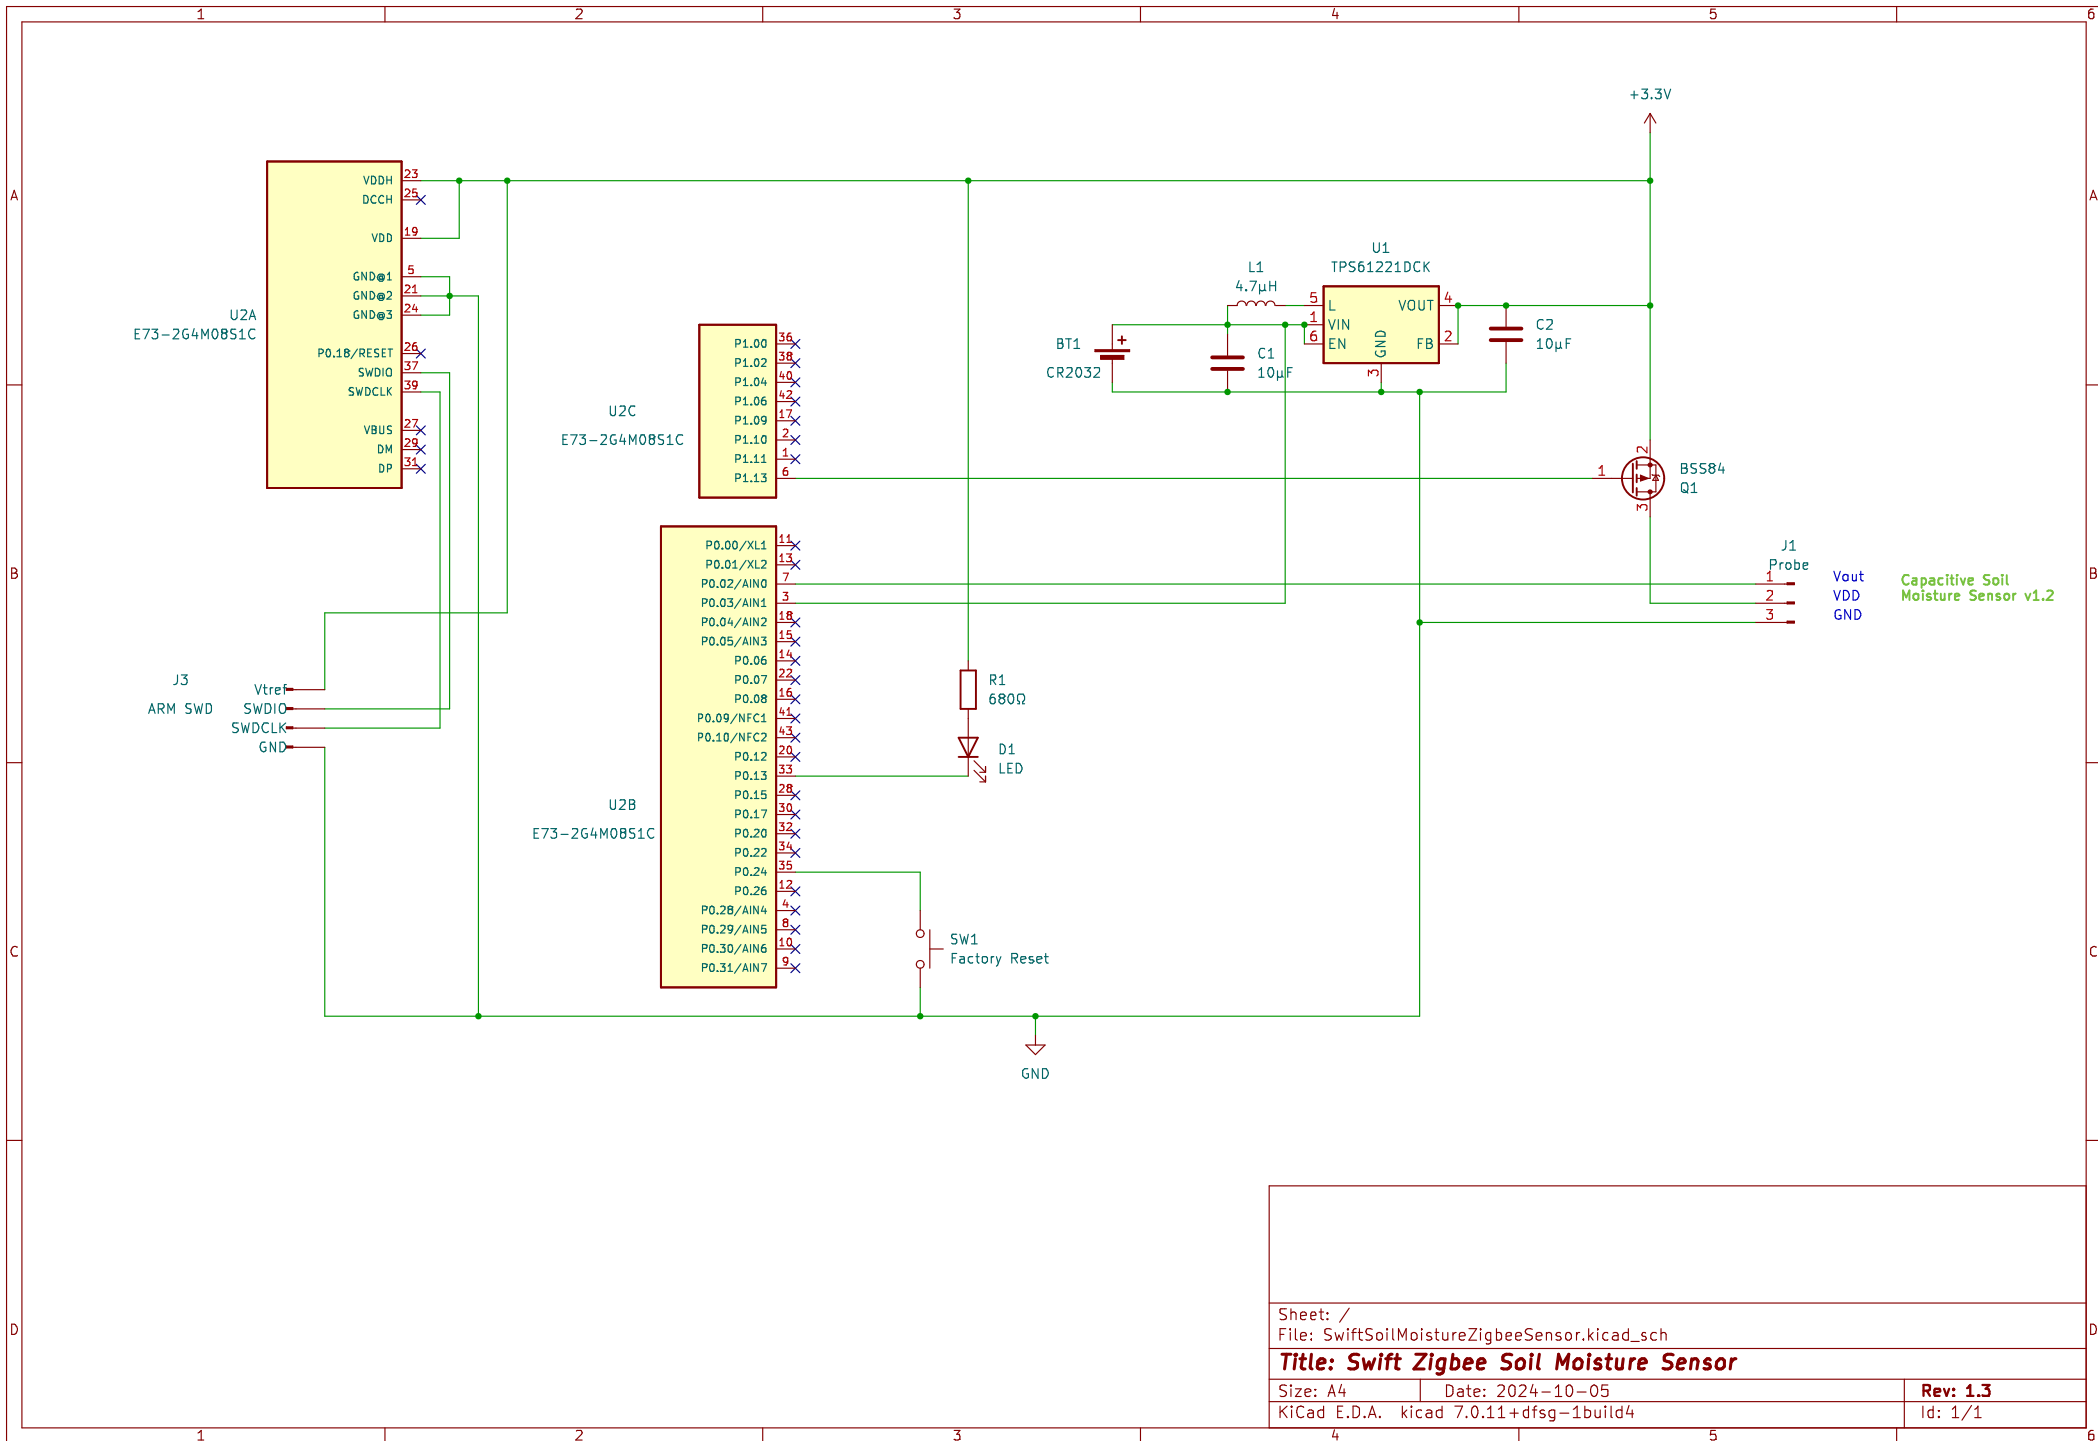 1 2 3 4 5 6
A A
B B
C C
D D
1 2 3 4 5 6
+3.3V
U2A
E73-2G4M08S1C
VDDH 23
DCCH 25
VDD 19
GND@1 5
GND@2 21
GND@3 24
P0.18/RESET 26
SWDIO 37
SWDCLK 39
VBUS 27
DM 29
DP 31
U2C
E73-2G4M08S1C
P1.00 36
P1.02 38
P1.04 40
P1.06 42
P1.09 17
P1.10 2
P1.11 1
P1.13 6
U1
TPS61221DCK
L1
4.7µH
5 L VOUT 4
1 VIN
6 EN FB 2
GND
3
BT1
+
CR2032
C1
10µF
C2
10µF
2
1
3
BSS84
Q1
J1
Probe
1 Vout
2 VDD
3 GND
Capacitive Soil
Moisture Sensor v1.2
U2B
E73-2G4M08S1C
P0.00/XL1 11
P0.01/XL2 13
P0.02/AIN0 7
P0.03/AIN1 3
P0.04/AIN2 18
P0.05/AIN3 15
P0.06 14
P0.07 22
P0.08 16
P0.09/NFC1 41
P0.10/NFC2 43
P0.12 20
P0.13 33
P0.15 28
P0.17 30
P0.20 32
P0.22 34
P0.24 35
P0.26 12
P0.28/AIN4 4
P0.29/AIN5 8
P0.30/AIN6 10
P0.31/AIN7 9
J3
ARM SWD
Vtref
SWDIO
SWDCLK
GND
R1
680Ω
D1
LED
SW1
Factory Reset
GND
Sheet: /
File: SwiftSoilMoistureZigbeeSensor.kicad_sch
Title: Swift Zigbee Soil Moisture Sensor
Size: A4 Date: 2024-10-05 Rev: 1.3
KiCad E.D.A. kicad 7.0.11+dfsg-1build4 Id: 1/1